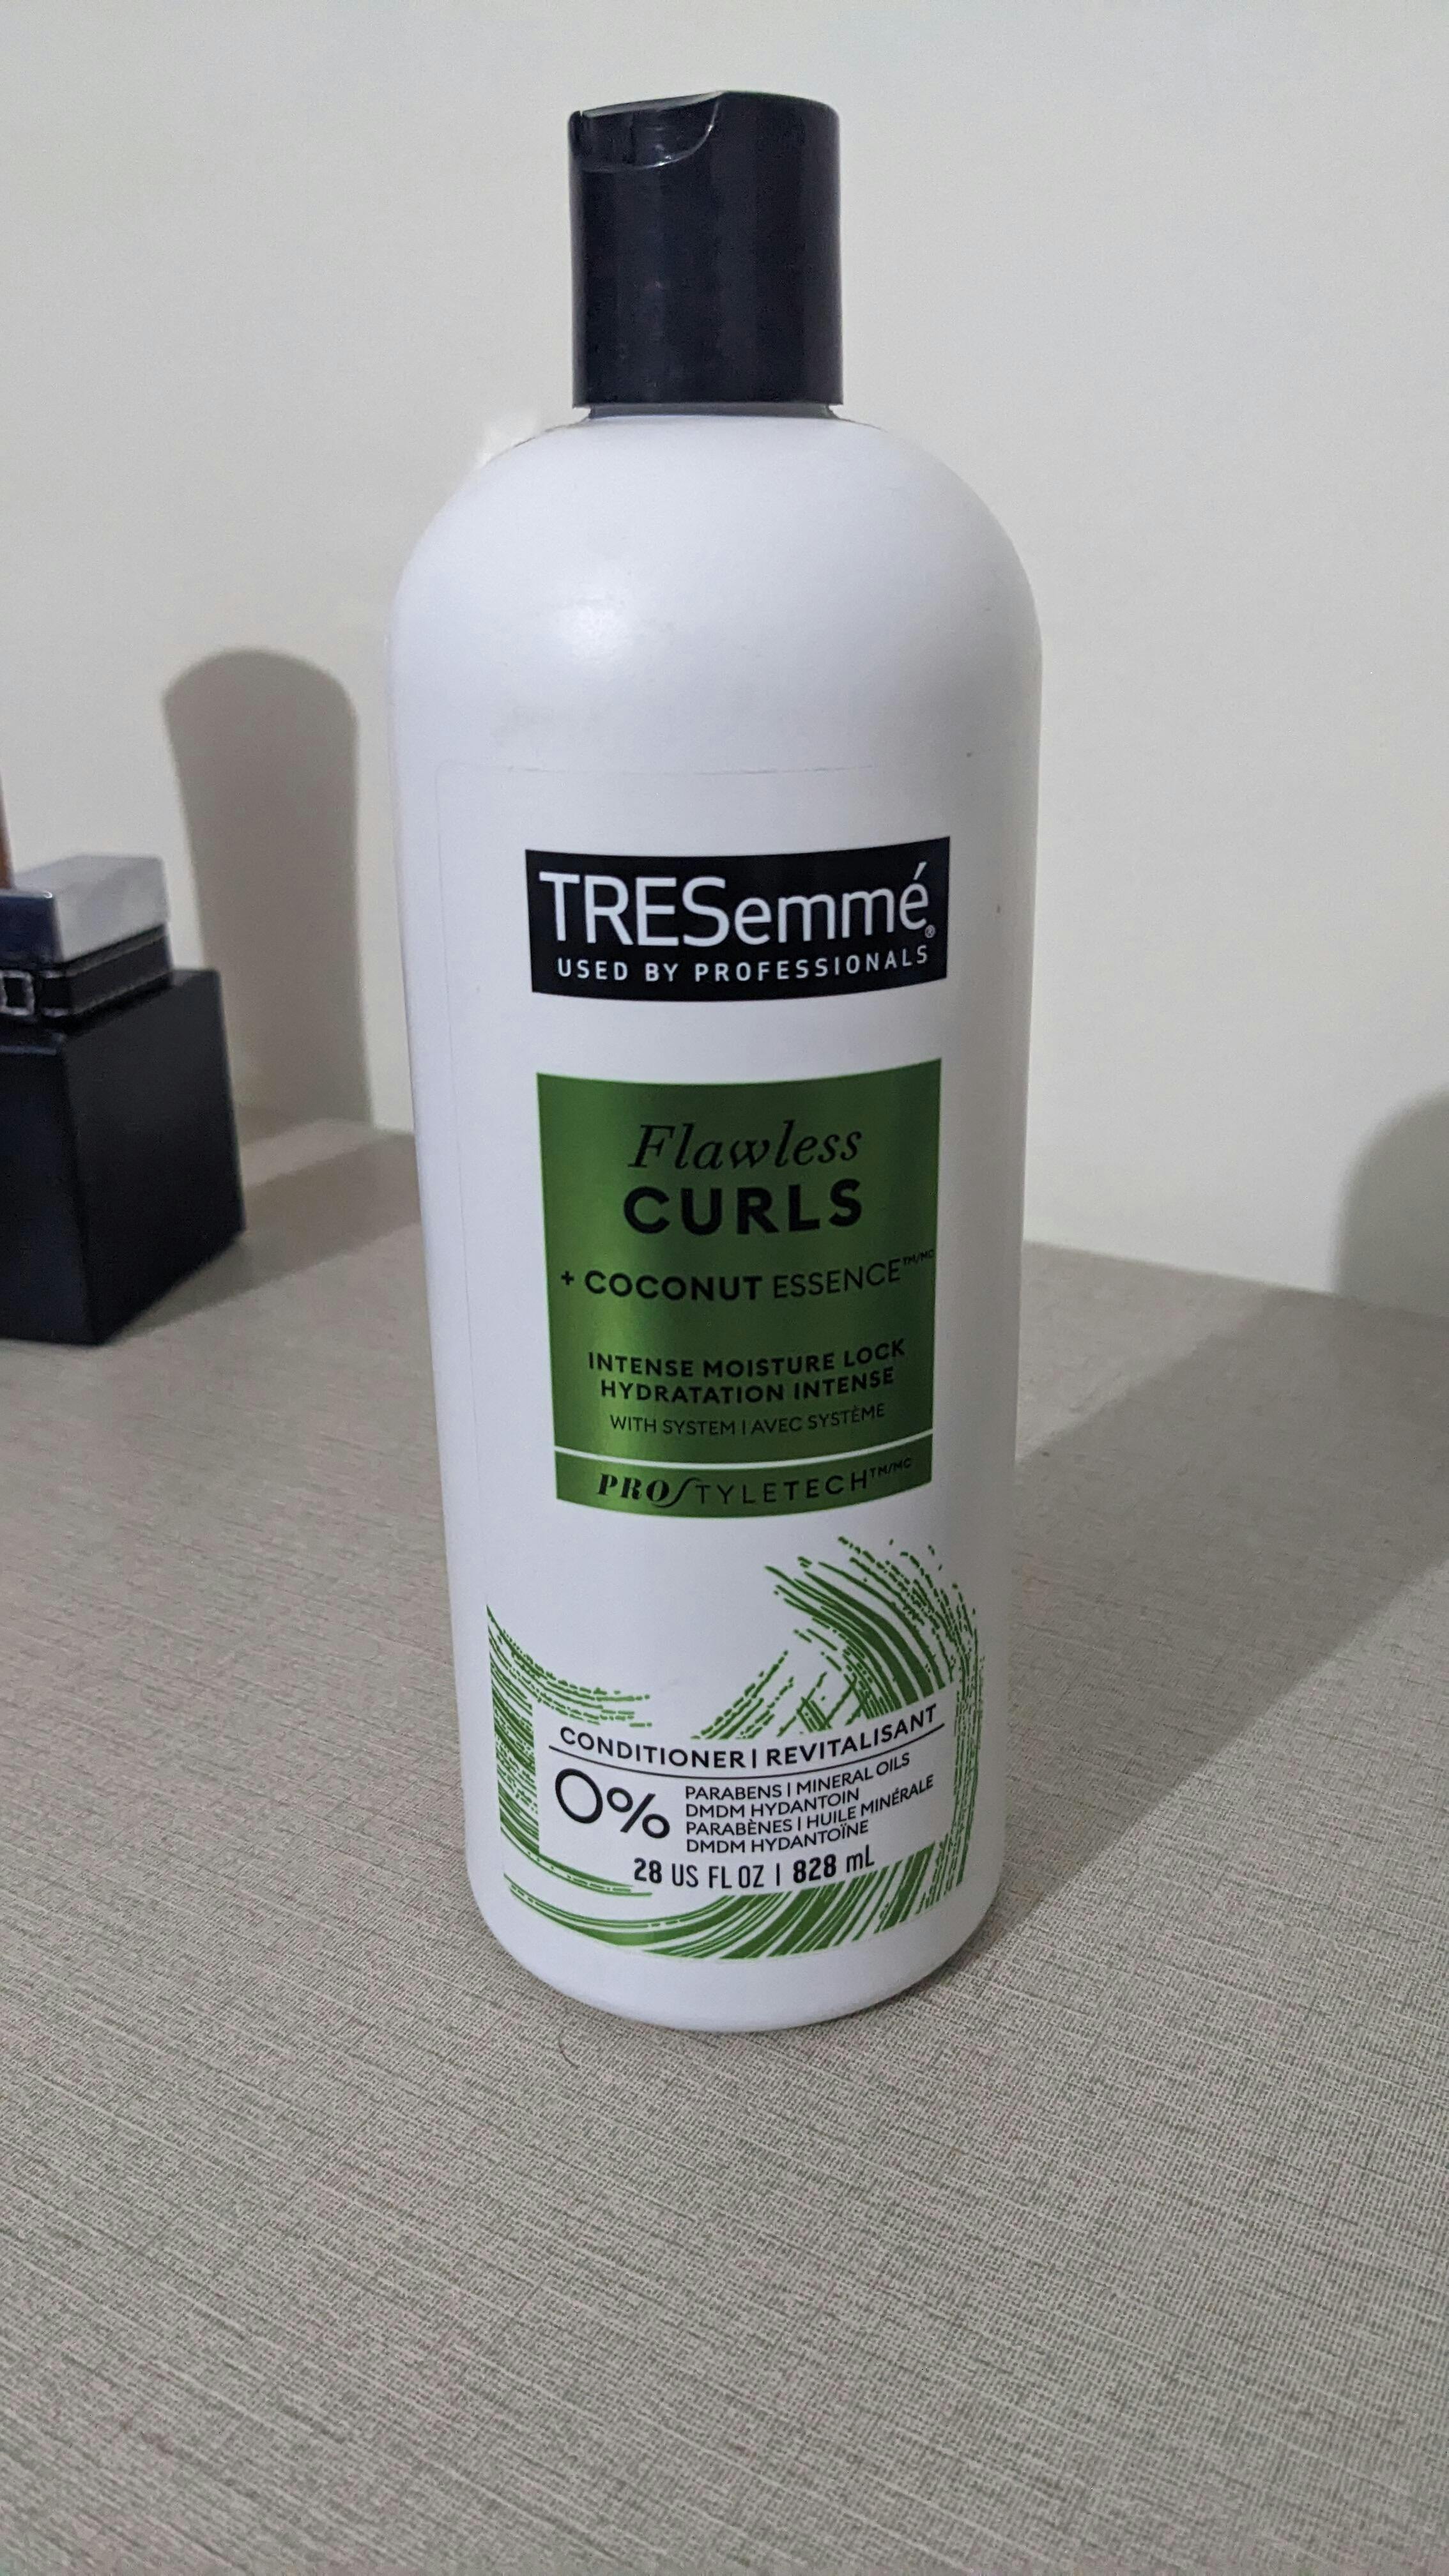 TRESemmé®
USED BY PROFESSIONALS
Flawless
CURLS
+ COCONUT ESSENCE™/MC
INTENSE MOISTURE LOCK
HYDRATATION INTENSE
WITH SYSTEM | AVEC SYSTÈME
PROSTYLETECH™/MC
CONDITIONER | REVITALISANT
0%
PARABENS | MINERAL OILS
DMDM HYDANTOIN
PARABÈNES | HUILE MINÉRALE
DMDM HYDANTOÏNE
28 US FL OZ | 828 mL